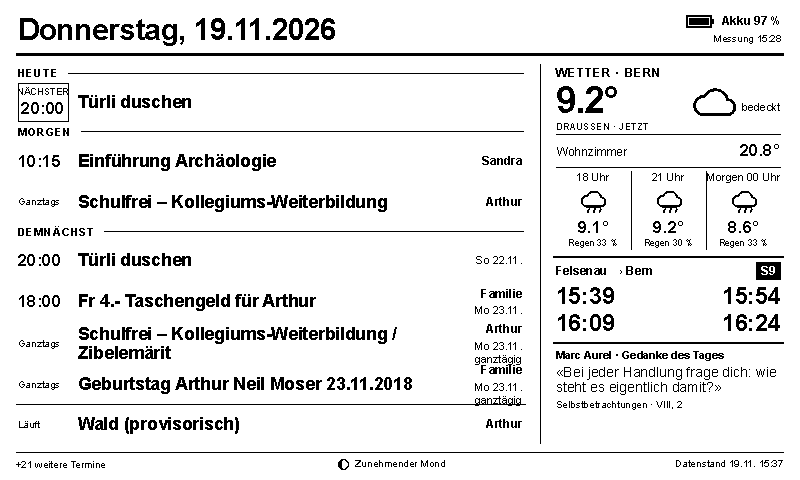 Donnerstag, 19.11.2026
Akku 97 %
Messung 15:28
HEUTE
NÄCHSTER
20:00 Türli duschen
MORGEN
10:15 Einführung Archäologie Sandra
Ganztags Schulfrei – Kollegiums-Weiterbildung Arthur
DEMNÄCHST
20:00 Türli duschen So 22.11.
18:00 Fr 4.- Taschengeld für Arthur Familie
Mo 23.11.
Ganztags Schulfrei – Kollegiums-Weiterbildung / Zibelemärit Arthur
Mo 23.11.
ganztägig
Ganztags Geburtstag Arthur Neil Moser 23.11.2018 Familie
Mo 23.11.
ganztägig
Läuft Wald (provisorisch) Arthur
WETTER · BERN
9.2°
bedeckt
DRAUSSEN · JETZT
Wohnzimmer 20.8°
18 Uhr 21 Uhr Morgen 00 Uhr
9.1° 9.2° 8.6°
Regen 33 % Regen 30 % Regen 33 %
Felsenau › Bern S9
15:39 15:54
16:09 16:24
Marc Aurel · Gedanke des Tages
«Bei jeder Handlung frage dich: wie
steht es eigentlich damit?»
Selbstbetrachtungen · VIII, 2
+21 weitere Termine
Zunehmender Mond
Datenstand 19.11. 15:37